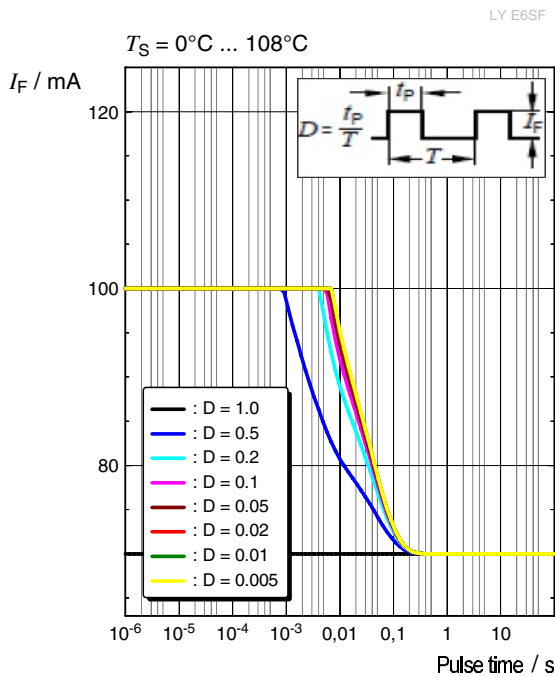 LY E6SF
T_S = 0°C ... 108°C
I_F / mA
120
100
80
63
D = t_P / T
t_P
I_F
T
: D = 1.0
: D = 0.5
: D = 0.2
: D = 0.1
: D = 0.05
: D = 0.02
: D = 0.01
: D = 0.005
10^-6 10^-5 10^-4 10^-3 0,01 0,1 1 10
Pulse time / s